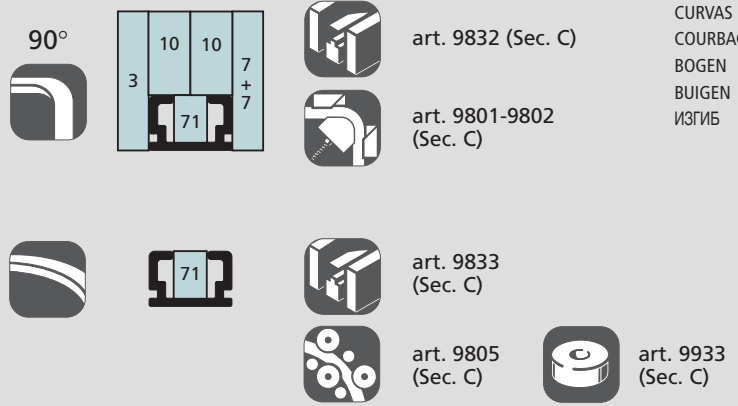 90°
3
10
10
7
+
7
71
art. 9832 (Sec. C)
art. 9801-9802
(Sec. C)
CURVAS
BOGEN
BUIGEN
ИЗГИБ
71
art. 9833
(Sec. C)
art. 9805
(Sec. C)
art. 9933
(Sec. C)